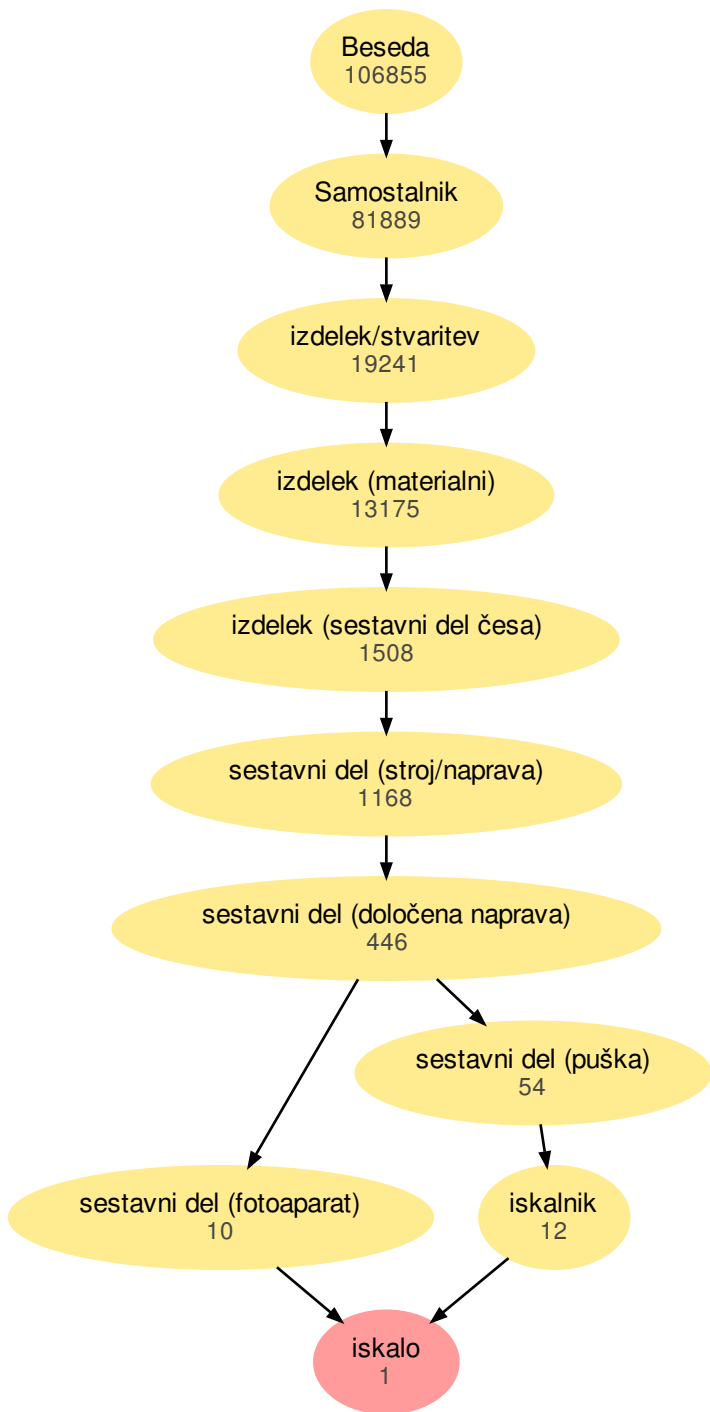 Beseda
106855
Samostalnik
81889
izdelek/stvaritev
19241
izdelek (materialni)
13175
izdelek (sestavni del česa)
1508
sestavni del (stroj/naprava)
1168
sestavni del (določena naprava)
446
sestavni del (puška)
54
sestavni del (fotoaparat)
10
iskalnik
12
iskalo
1